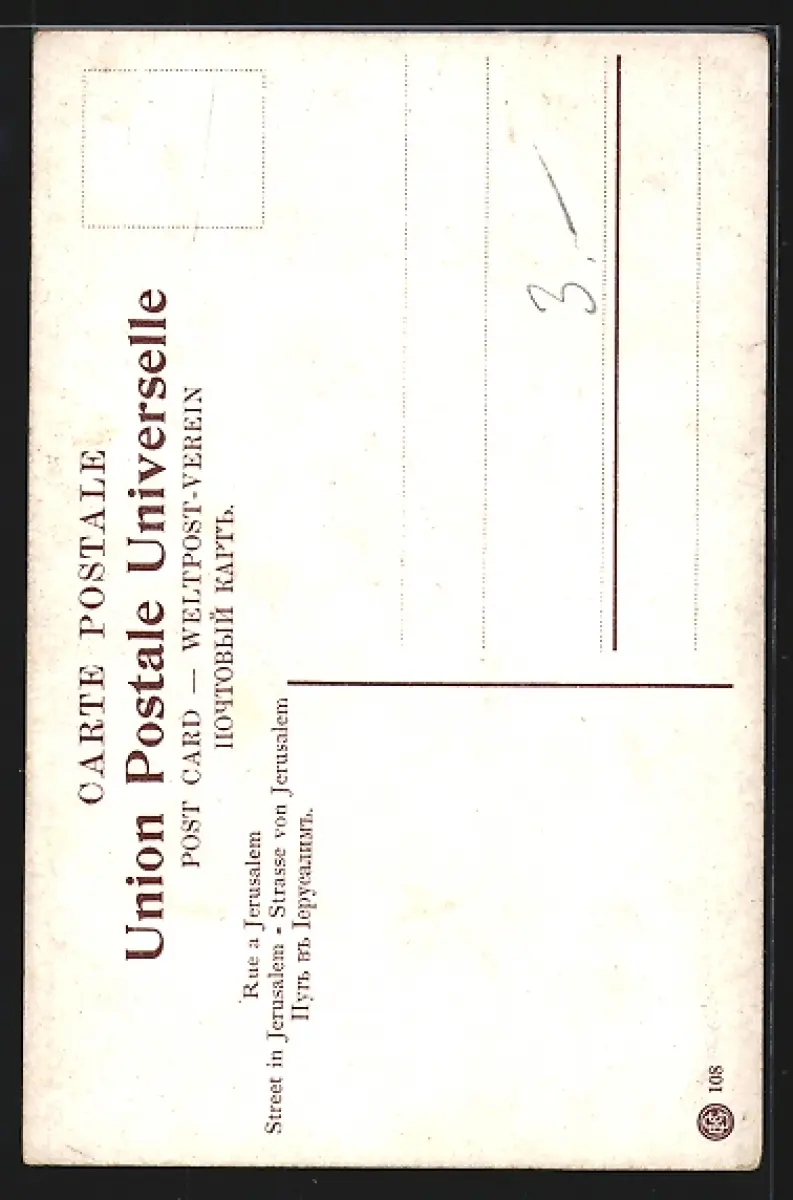 CARTE POSTALE
Union Postale Universelle
POST CARD — WELTPOST-VEREIN
ПОЧТОВЫЙ КАРТЪ.
Rue a Jerusalem
Street in Jerusalem - Strasse von Jerusalem
Путь въ Іерусалимъ.
3.—
108